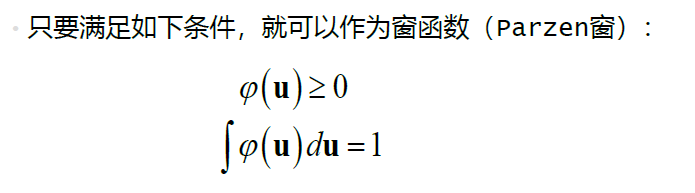 • 只要满足如下条件，就可以作为窗函数（Parzen窗）：
φ(u) ≥ 0
∫φ(u)du = 1